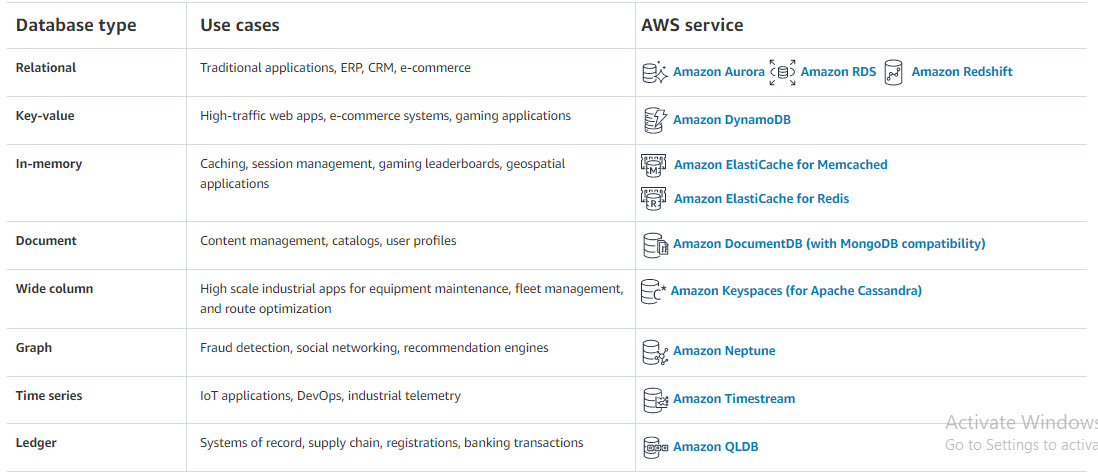 Database type Use cases AWS service
Relational Traditional applications, ERP, CRM, e-commerce Amazon Aurora Amazon RDS Amazon Redshift
Key-value High-traffic web apps, e-commerce systems, gaming applications Amazon DynamoDB
In-memory Caching, session management, gaming leaderboards, geospatial applications
M Amazon ElastiCache for Memcached
R Amazon ElastiCache for Redis
Document Content management, catalogs, user profiles Amazon DocumentDB (with MongoDB compatibility)
Wide column High scale industrial apps for equipment maintenance, fleet management,
and route optimization
C* Amazon Keyspaces (for Apache Cassandra)
Graph Fraud detection, social networking, recommendation engines Amazon Neptune
Time series IoT applications, DevOps, industrial telemetry Amazon Timestream
Ledger Systems of record, supply chain, registrations, banking transactions Amazon QLDB
Activate Windows
Go to Settings to activa